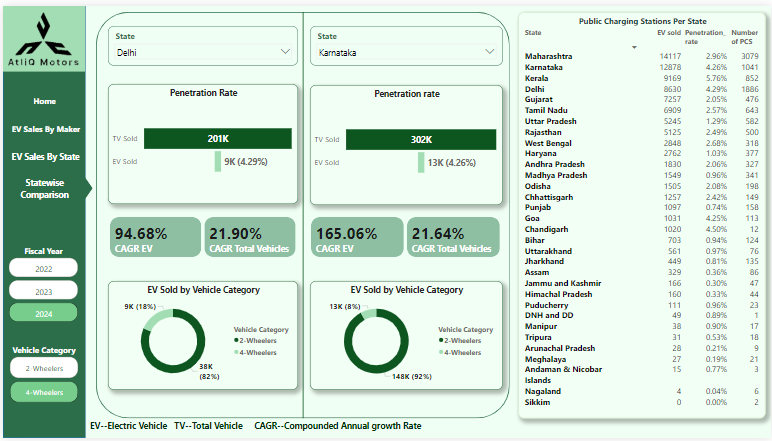 AtliQ Motors
Home
EV Sales By Maker
EV Sales By State
Statewise
Comparison
Fiscal Year
2022
2023
2024
Vehicle Category
2-Wheelers
4-Wheelers
State
Delhi
Penetration Rate
TV Sold
201K
EV Sold
9K (4.29%)
94.68%
CAGR EV
21.90%
CAGR Total Vehicles
EV Sold by Vehicle Category
9K (18%)
38K
(82%)
Vehicle Category
2-Wheelers
4-Wheelers
State
Karnataka
Penetration rate
TV Sold
302K
EV Sold
13K (4.26%)
165.06%
CAGR EV
21.64%
CAGR Total Vehicles
EV Sold by Vehicle Category
13K (8%)
148K (92%)
Vehicle Category
2-Wheelers
4-Wheelers
Public Charging Stations Per State
State EV sold Penetration_ Number
rate of PCS
Maharashtra 14117 2.96% 3079
Karnataka 12878 4.26% 1041
Kerala 9169 5.76% 852
Delhi 8630 4.29% 1886
Gujarat 7257 2.05% 476
Tamil Nadu 6909 2.57% 643
Uttar Pradesh 5245 1.29% 582
Rajasthan 5125 2.49% 500
West Bengal 2848 2.68% 318
Haryana 2762 1.03% 377
Andhra Pradesh 1830 2.06% 327
Madhya Pradesh 1549 0.96% 341
Odisha 1505 2.08% 198
Chhattisgarh 1257 2.42% 149
Punjab 1097 0.74% 158
Goa 1031 4.25% 113
Chandigarh 1020 4.50% 12
Bihar 703 0.94% 124
Uttarakhand 561 0.97% 76
Jharkhand 449 0.81% 135
Assam 329 0.36% 86
Jammu and Kashmir 166 0.30% 47
Himachal Pradesh 160 0.33% 44
Puducherry 111 0.96% 23
DNH and DD 49 0.89% 1
Manipur 38 0.90% 17
Tripura 31 0.53% 18
Arunachal Pradesh 28 0.21% 9
Meghalaya 27 0.19% 21
Andaman & Nicobar 15 0.77% 3
Islands
Nagaland 4 0.04% 6
Sikkim 0 0.00% 2
EV--Electric Vehicle TV--Total Vehicle CAGR--Compounded Annual growth Rate